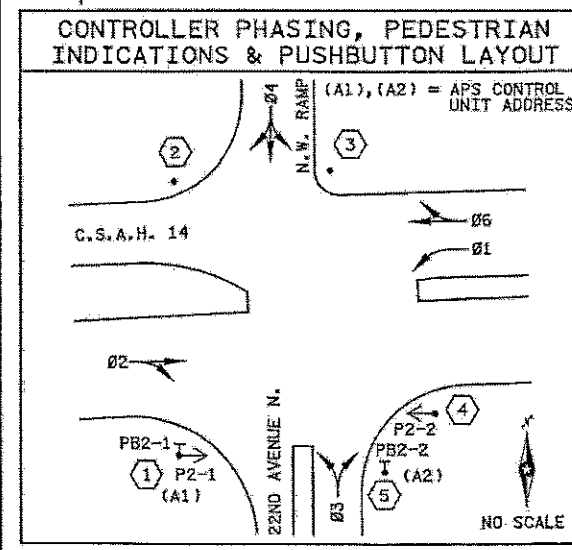 CONTROLLER PHASING, PEDESTRIAN
INDICATIONS & PUSHBUTTON LAYOUT
(A1),(A2) = APS CONTROL
UNIT ADDRESS
Ø4
N.W. RAMP
2
3
C.S.A.H. 14
Ø6
Ø1
Ø2
22ND AVENUE N.
PB2-1
1
P2-1
(A1)
4
P2-2
PB2-2
(A2)
5
Ø3
N
NO SCALE